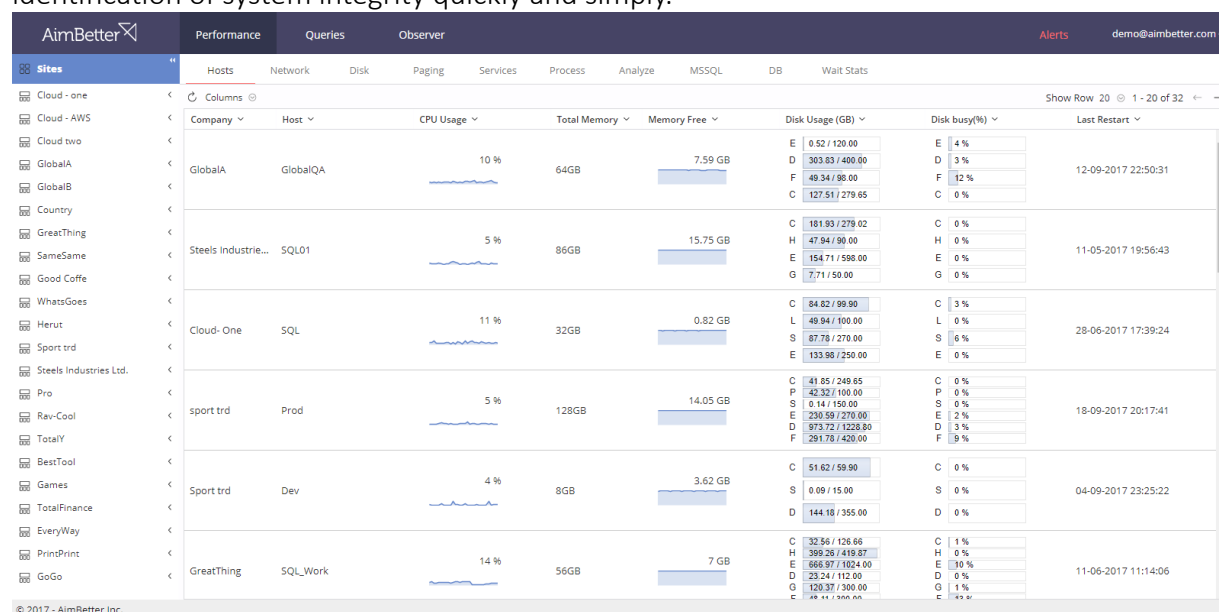 identification of system integrity quickly and simply.
AimBetter Performance Queries Observer Alerts demo@aimbetter.com
Sites Hosts Network Disk Paging Services Process Analyze MSSQL DB Wait Stats
Columns Show Row 20 1 - 20 of 32
Company Host CPU Usage Total Memory Memory Free Disk Usage (GB) Disk busy(%) Last Restart
Cloud - one
Cloud - AWS
Cloud two
GlobalA
GlobalB
Country
GreatThing
SameSame
Good Coffe
WhatsGoes
Herut
Sport trd
Steels Industries Ltd.
Pro
Rav-Cool
TotalY
BestTool
Games
TotalFinance
EveryWay
PrintPrint
GoGo
GlobalA GlobalQA 10 % 64GB 7.59 GB 12-09-2017 22:50:31
E 0.52 / 120.00 E 4 %
D 303.83 / 400.00 D 3 %
F 49.34 / 98.00 F 12 %
C 127.51 / 279.65 C 0 %
Steels Industrie... SQL01 5 % 86GB 15.75 GB 11-05-2017 19:56:43
C 181.93 / 279.02 C 0 %
H 47.94 / 90.00 H 0 %
E 154.71 / 598.00 E 0 %
G 7.71 / 50.00 G 0 %
Cloud- One SQL 11 % 32GB 0.82 GB 28-06-2017 17:39:24
C 84.82 / 99.90 C 3 %
L 49.94 / 100.00 L 0 %
S 87.78 / 270.00 S 6 %
E 133.98 / 250.00 E 0 %
sport trd Prod 5 % 128GB 14.05 GB 18-09-2017 20:17:41
C 41.85 / 249.65 C 0 %
P 42.32 / 100.00 P 0 %
S 0.14 / 150.00 S 0 %
E 230.59 / 270.00 E 2 %
D 973.72 / 1228.80 D 3 %
F 291.78 / 420.00 F 9 %
Sport trd Dev 4 % 8GB 3.62 GB 04-09-2017 23:25:22
C 51.62 / 59.90 C 0 %
S 0.09 / 15.00 S 0 %
D 144.18 / 355.00 D 0 %
GreatThing SQL_Work 14 % 56GB 7 GB 11-06-2017 11:14:06
C 32.56 / 126.66 C 1 %
H 399.26 / 419.87 H 0 %
E 666.97 / 1024.00 E 10 %
D 23.24 / 112.00 D 0 %
G 120.37 / 300.00 G 1 %
© 2017 - AimBetter Inc.